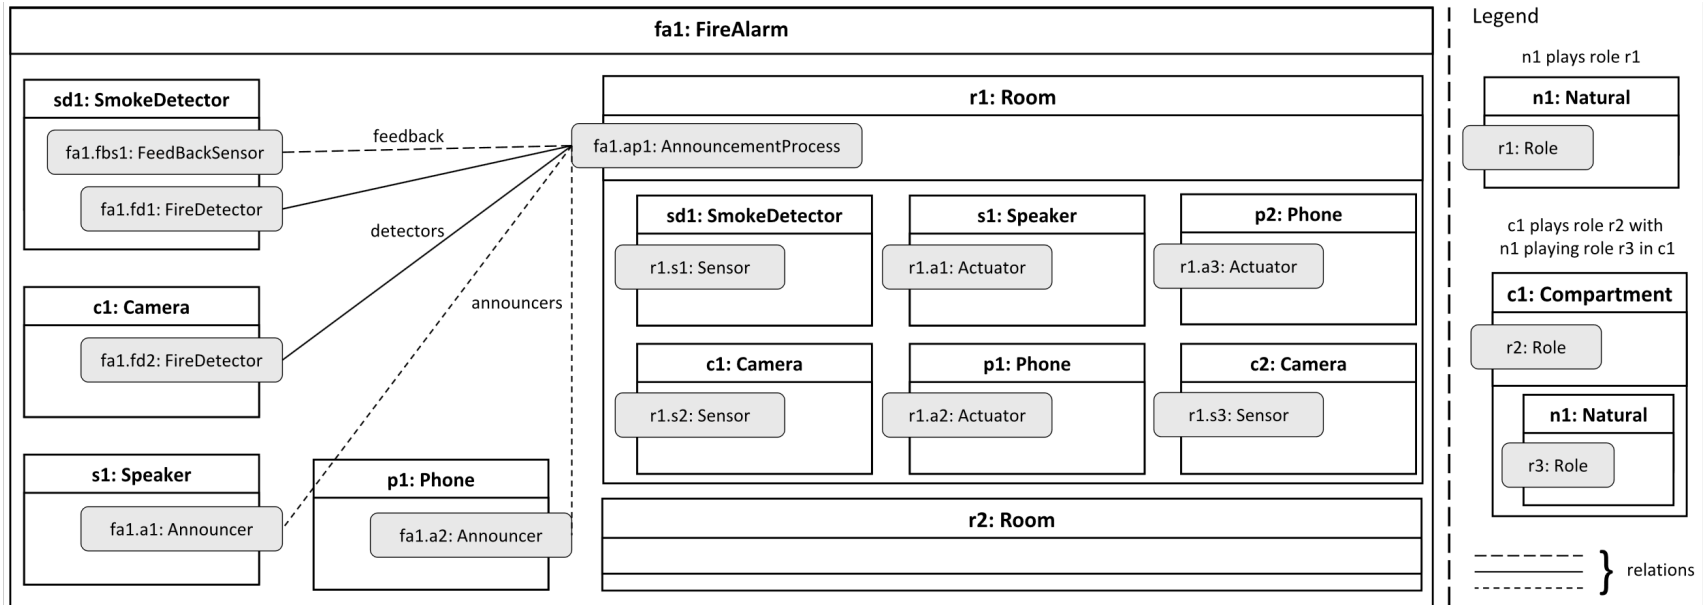 fa1: FireAlarm
sd1: SmokeDetector
fa1.fbs1: FeedBackSensor
fa1.fd1: FireDetector
feedback
detectors
announcers
c1: Camera
fa1.fd2: FireDetector
s1: Speaker
fa1.a1: Announcer
p1: Phone
fa1.a2: Announcer
r1: Room
fa1.ap1: AnnouncementProcess
sd1: SmokeDetector
r1.s1: Sensor
s1: Speaker
r1.a1: Actuator
p2: Phone
r1.a3: Actuator
c1: Camera
r1.s2: Sensor
p1: Phone
r1.a2: Actuator
c2: Camera
r1.s3: Sensor
r2: Room
Legend
n1 plays role r1
n1: Natural
r1: Role
c1 plays role r2 with
n1 playing role r3 in c1
c1: Compartment
r2: Role
n1: Natural
r3: Role
relations